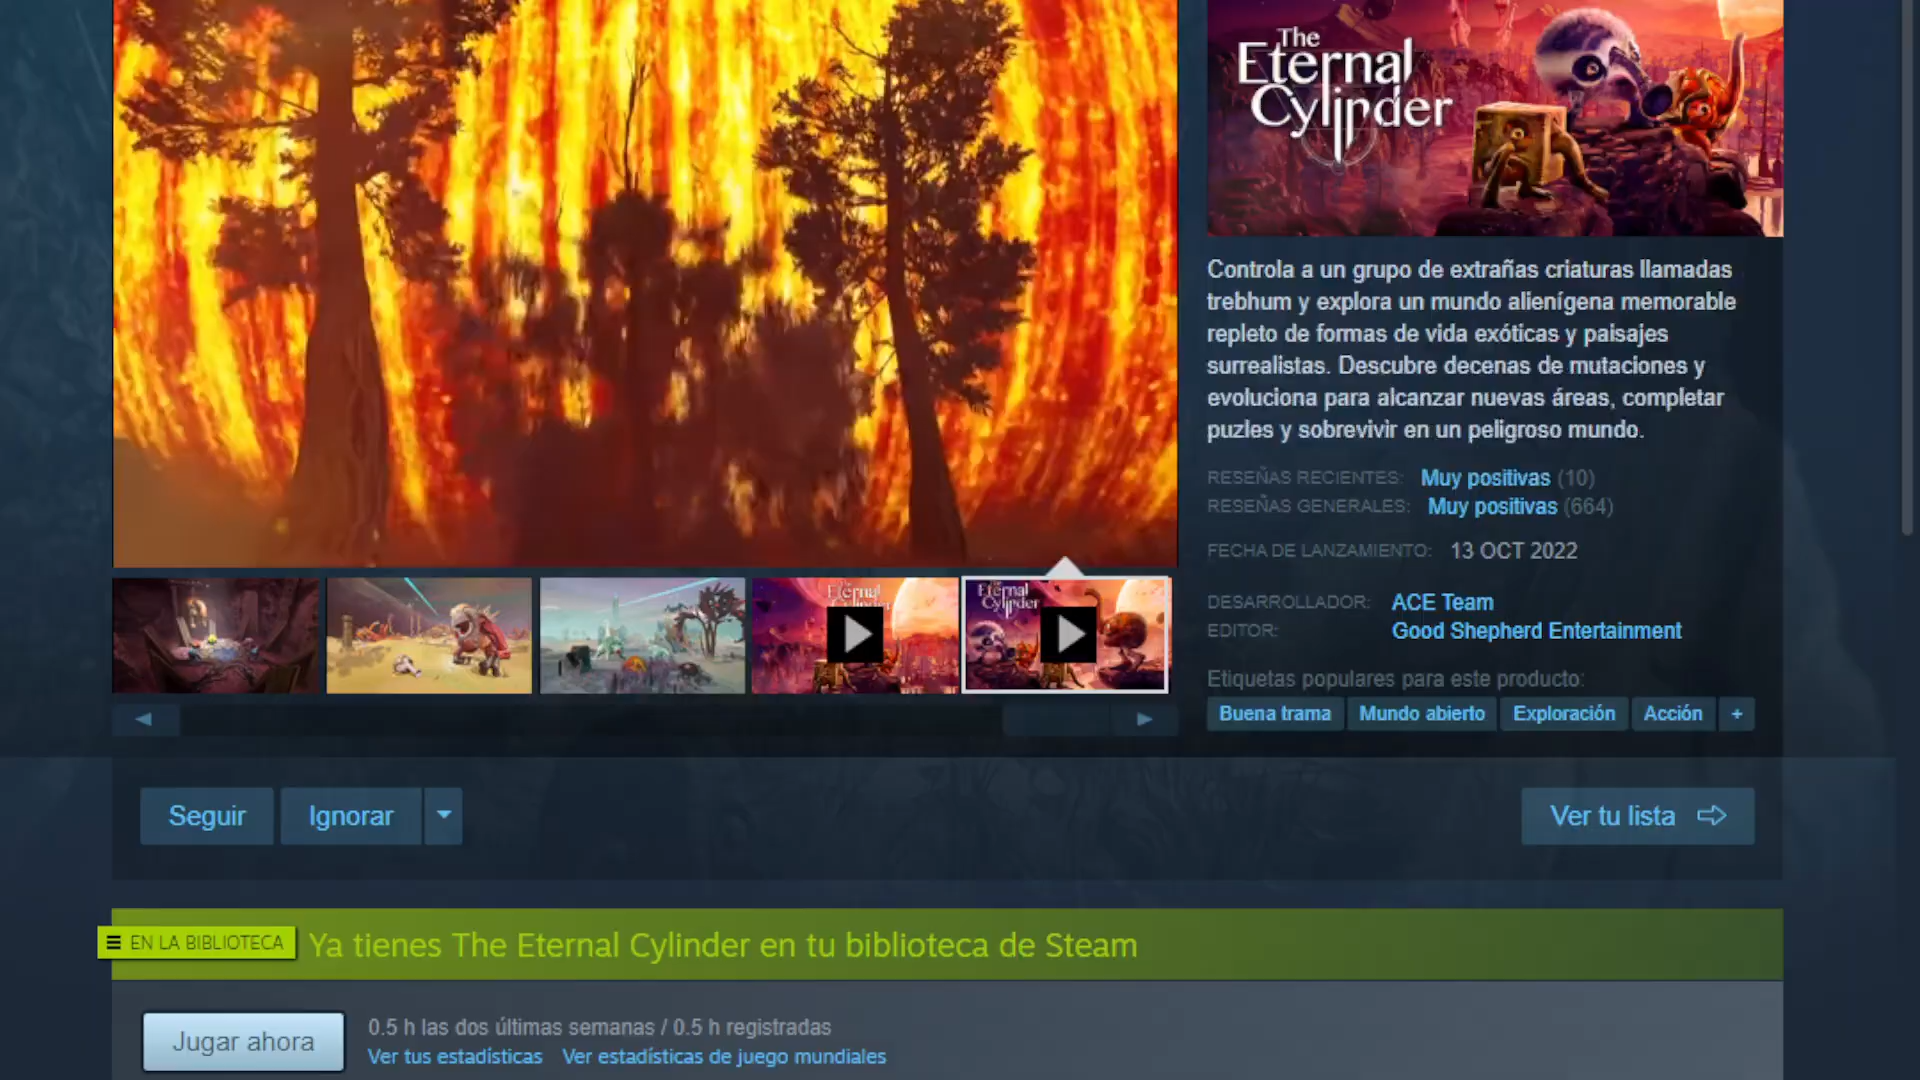 The
Eternal
Cylinder
Controla a un grupo de extrañas criaturas llamadas
trebhum y explora un mundo alienígena memorable
repleto de formas de vida exóticas y paisajes
surrealistas. Descubre decenas de mutaciones y
evoluciona para alcanzar nuevas áreas, completar
puzles y sobrevivir en un peligroso mundo.
RESEÑAS RECIENTES: Muy positivas (10)
RESEÑAS GENERALES: Muy positivas (664)
FECHA DE LANZAMIENTO: 13 OCT 2022
DESARROLLADOR: ACE Team
EDITOR: Good Shepherd Entertainment
Etiquetas populares para este producto:
Buena trama Mundo abierto Exploración Acción +
Eternal
Cylinder
The
Eternal
Cylinder
Seguir Ignorar Ver tu lista
EN LA BIBLIOTECA Ya tienes The Eternal Cylinder en tu biblioteca de Steam
Jugar ahora
0.5 h las dos últimas semanas / 0.5 h registradas
Ver tus estadísticas Ver estadísticas de juego mundiales